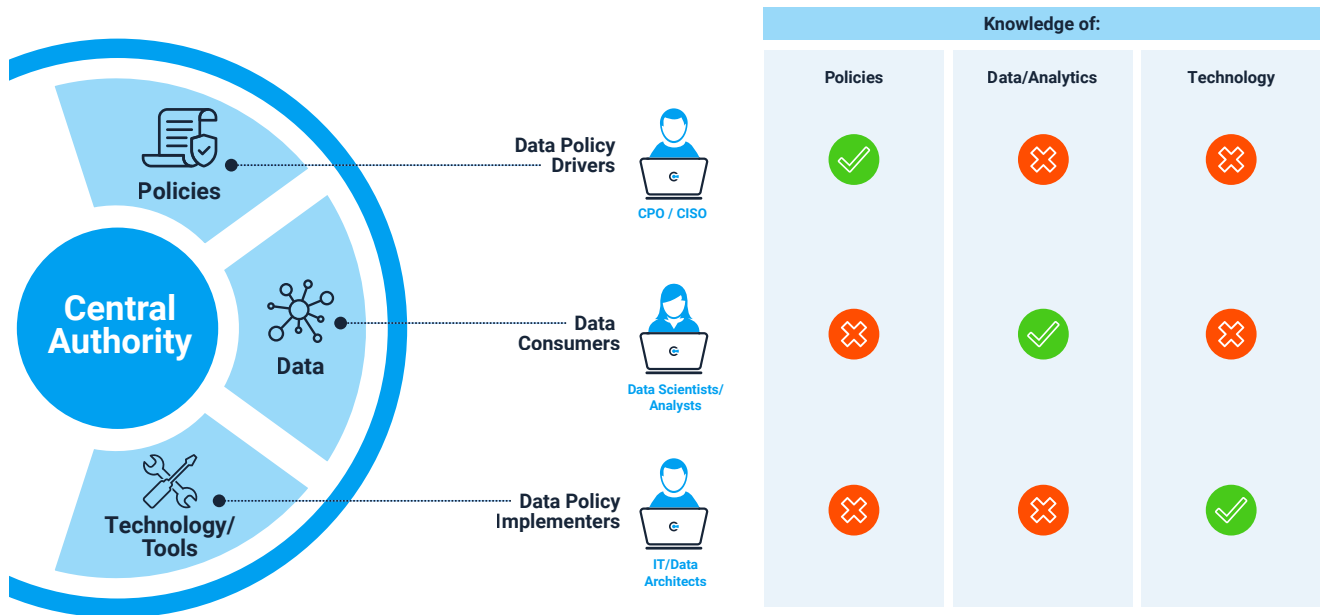 Knowledge of:
Policies
Data/Analytics
Technology
Policies
Data Policy
Drivers
CPO / CISO
Central
Authority
Data
Data
Consumers
Data Scientists/
Analysts
Technology/
Tools
Data Policy
Implementers
IT/Data
Architects